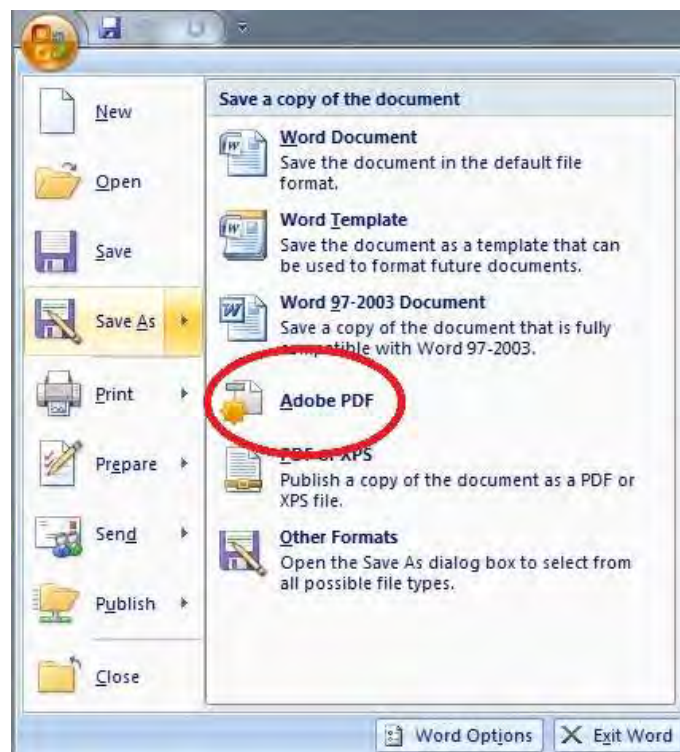 New
Open
Save
Save As
Print
Prepare
Send
Publish
Close
Save a copy of the document
Word Document
Save the document in the default file
format.
Word Template
Save the document as a template that can
be used to format future documents.
Word 97-2003 Document
Save a copy of the document that is fully
compatible with Word 97-2003.
Adobe PDF
PDF or XPS
Publish a copy of the document as a PDF or
XPS file.
Other Formats
Open the Save As dialog box to select from
all possible file types.
Word Options
Exit Word